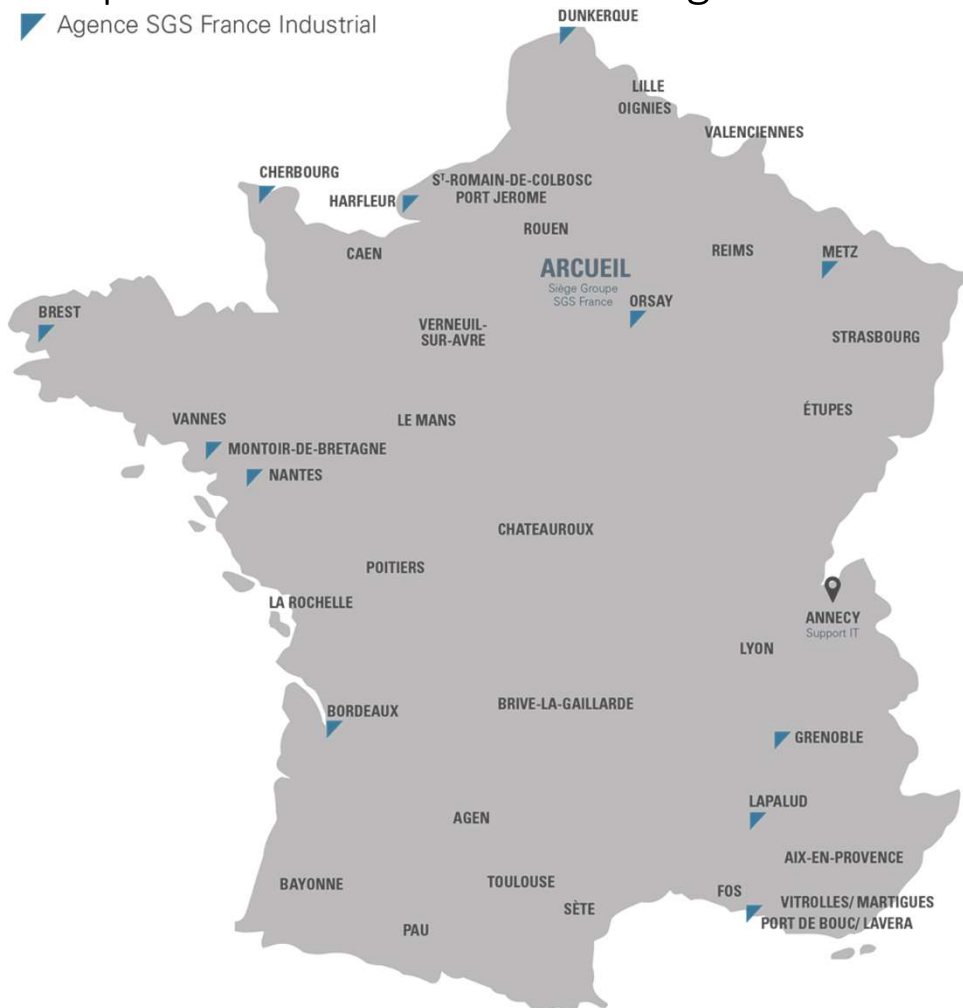 Agence SGS France Industrial
DUNKERQUE
LILLE
OIGNIES
VALENCIENNES
CHERBOURG
HARFLEUR
Sᵀ-ROMAIN-DE-COLBOSC
PORT JEROME
ROUEN
CAEN
REIMS
METZ
ARCUEIL
Siège Groupe
SGS France
ORSAY
BREST
VERNEUIL-
SUR-AVRE
STRASBOURG
VANNES
LE MANS
ÉTUPES
MONTOIR-DE-BRETAGNE
NANTES
CHATEAUROUX
POITIERS
LA ROCHELLE
ANNECY
Support IT
LYON
BORDEAUX
BRIVE-LA-GAILLARDE
GRENOBLE
LAPALUD
AGEN
AIX-EN-PROVENCE
BAYONNE
TOULOUSE
FOS
VITROLLES/ MARTIGUES
SÈTE
PORT DE BOUC/ LAVERA
PAU